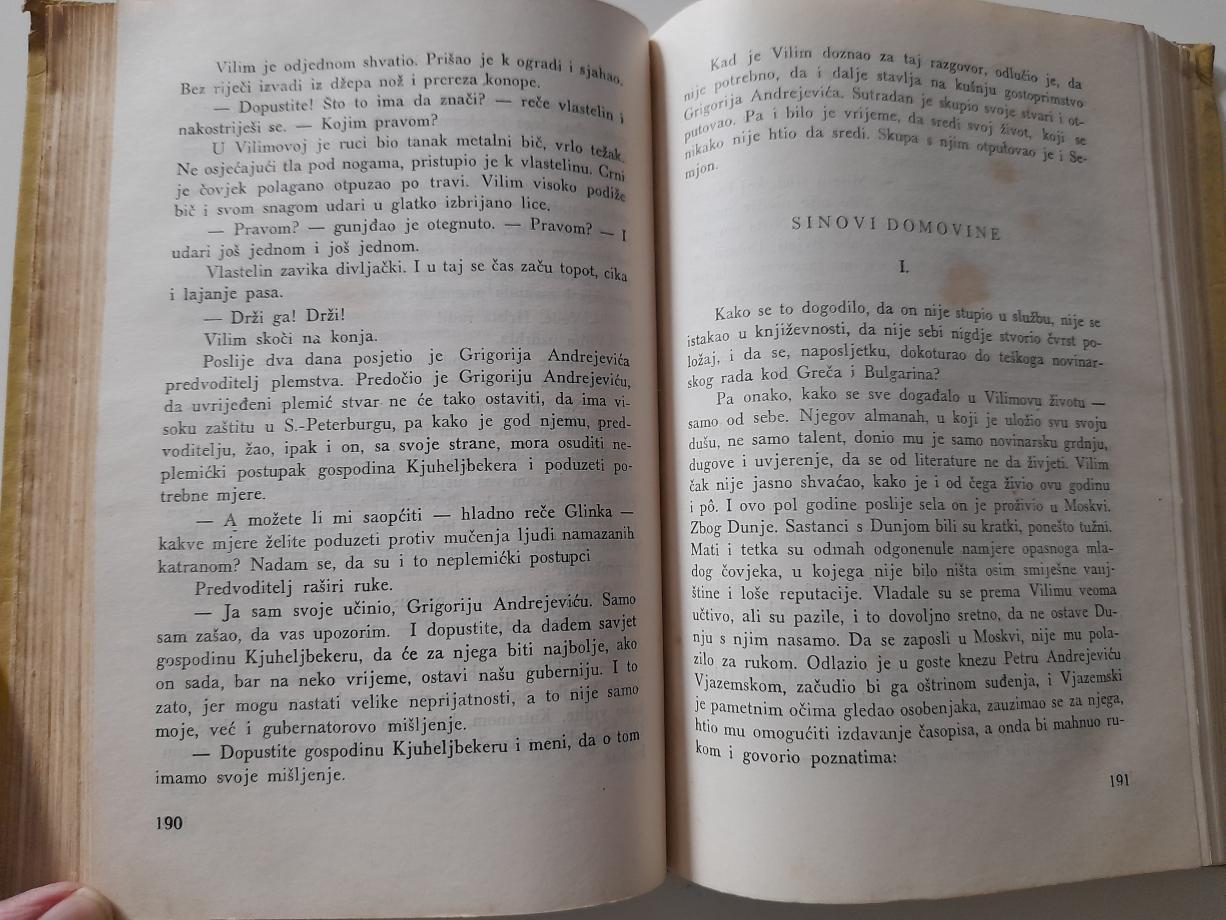 Vilim je odjednom shvatio. Prišao je k ogradi i sjahao.
Bez riječi izvadi iz džepa nož i prereza konope.
— Dopustite! Što to ima da znači? — reče vlastelin i
nakostriješi se. — Kojim pravom?
U Vilimovoj je ruci bio tanak metalni bič, vrlo težak.
Ne osjećajući tla pod nogama, pristupio je k vlastelinu. Crni
je čovjek polagano otpuzao po travi. Vilim visoko podiže
bič i svom snagom udari u glatko izbrijano lice.
— Pravom? — gunjđao je otegnuto. — Pravom? — I
udari još jednom i još jednom.
Vlastelin zavika divljački. I u taj se čas začu topot, cika
i lajanje pasa.
— Drži ga! Drži!
Vilim skoči na konja.
Poslije dva dana posjetio je Grigorija Andrejevića
predvoditelj plemstva. Predočio je Grigoriju Andrejeviću,
da uvrijeđeni plemić stvar ne će tako ostaviti, da ima vi-
soku zaštitu u S.-Peterburgu, pa kako je god njemu, pred-
voditelju, žao, ipak i on, sa svoje strane, mora osuditi ne-
plemićki postupak gospodina Kjuheljbekera i poduzeti po-
trebne mjere.
— A možete li mi saopćiti — hladno reče Glinka —
kakve mjere želite poduzeti protiv mučenja ljudi namazanih
katranom? Nadam se, da su i to neplemićki postupci
Predvoditelj raširi ruke.
— Ja sam svoje učinio, Grigoriju Andrejeviću. Samo
sam zašao, da vas upozorim. I dopustite, da dadem savjet
gospodinu Kjuheljbekeru, da će za njega biti najbolje, ako
on sada, bar na neko vrijeme, ostavi našu guberniju. I to
zato, jer mogu nastati velike neprijatnosti, a to nije samo
moje, već i gubernatorovo mišljenje.
— Dopustite gospodinu Kjuheljbekeru i meni, da o tom
imamo svoje mišljenje.
190
Kad je Vilim doznao za taj razgovor, odlučio je, da
nije potrebno, da i dalje stavlja na kušnju gostoprimstvo
Grigorija Andrejevića. Sutradan je skupio svoje stvari i ot-
putovao. Pa i bilo je vrijeme, da sredi svoj život, koji se
nikako nije htio da sredi. Skupa s njim otputovao je i Se-
mjon.
SINOVI DOMOVINE
I.
Kako se to dogodilo, da on nije stupio u službu, nije se
istakao u književnosti, da nije sebi nigdje stvorio čvrst po-
ložaj, i da se, naposljetku, dokoturao do teškoga novinar-
skog rada kod Greča i Bulgarina?
Pa onako, kako se sve događalo u Vilimovu životu —
samo od sebe. Njegov almanah, u koji je uložio svu svoju
dušu, ne samo talent, donio mu je samo novinarsku grdnju,
dugove i uvjerenje, da se od literature ne da živjeti. Vilim
čak nije jasno shvaćao, kako je i od čega živio ovu godinu
i pô. I ovo pol godine poslije sela on je proživio u Moskvi.
Zbog Dunje. Sastanci s Dunjom bili su kratki, ponešto tužni.
Mati i tetka su odmah odgonenule namjere opasnoga mla-
dog čovjeka, u kojega nije bilo ništa osim smiješne vanj-
štine i loše reputacije. Vladale su se prema Vilimu veoma
učtivo, ali su pazile, i to dovoljno sretno, da ne ostave Du-
nju s njim nasamo. Da se zaposli u Moskvi, nije mu pola-
zilo za rukom. Odlazio je u goste knezu Petru Andrejeviću
Vjazemskom, začudio bi ga oštrinom suđenja, i Vjazemski
je pametnim očima gledao osobenjaka, zauzimao se za njega,
htio mu omogućiti izdavanje časopisa, a onda bi mahnuo ru-
kom i govorio poznatima:
191